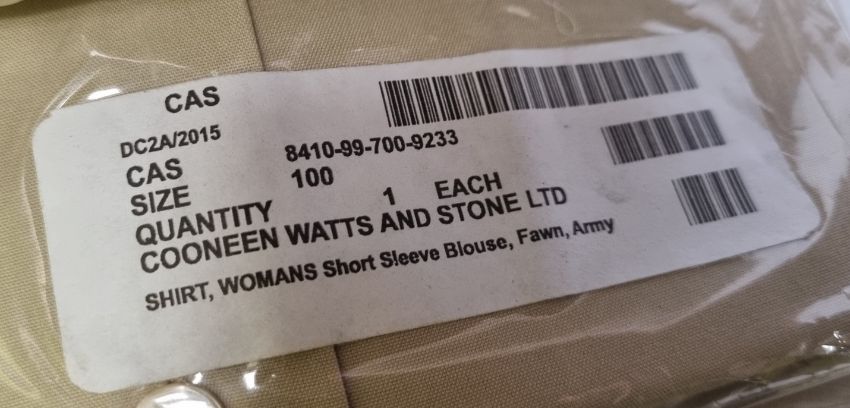 CAS
DC2A/2015
CAS 8410-99-700-9233
SIZE 100
QUANTITY 1 EACH
COONEEN WATTS AND STONE LTD
SHIRT, WOMANS Short Sleeve Blouse, Fawn, Army